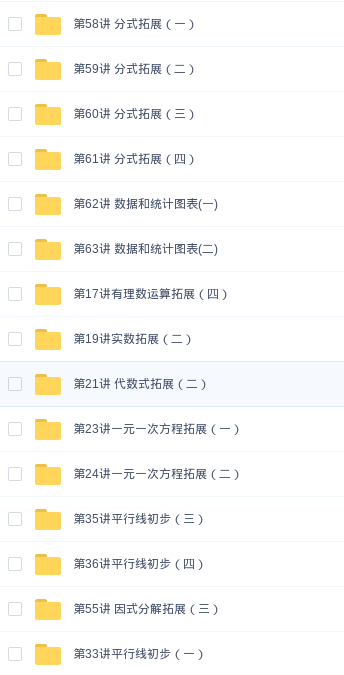 第58讲 分式拓展（一）
第59讲 分式拓展（二）
第60讲 分式拓展（三）
第61讲 分式拓展（四）
第62讲 数据和统计图表(一)
第63讲 数据和统计图表(二)
第17讲有理数运算拓展（四）
第19讲实数拓展（二）
第21讲 代数式拓展（二）
第23讲一元一次方程拓展（一）
第24讲一元一次方程拓展（二）
第35讲平行线初步（三）
第36讲平行线初步（四）
第55讲 因式分解拓展（三）
第33讲平行线初步（一）